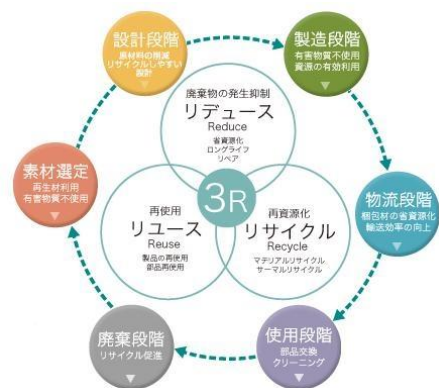 設計段階
原材料の削減
リサイクルしやすい
設計
製造段階
有害物質不使用
資源の有効利用
廃棄物の発生抑制
リデュース
Reduce
省資源化
ロングライフ
リペア
素材選定
再生材利用
有害物質不使用
3R
物流段階
梱包材の省資源化
輸送効率の向上
再使用
リユース
Reuse
製品の再使用
部品再使用
再資源化
リサイクル
Recycle
マテリアルリサイクル
サーマルリサイクル
廃棄段階
リサイクル促進
使用段階
部品交換
クリーニング